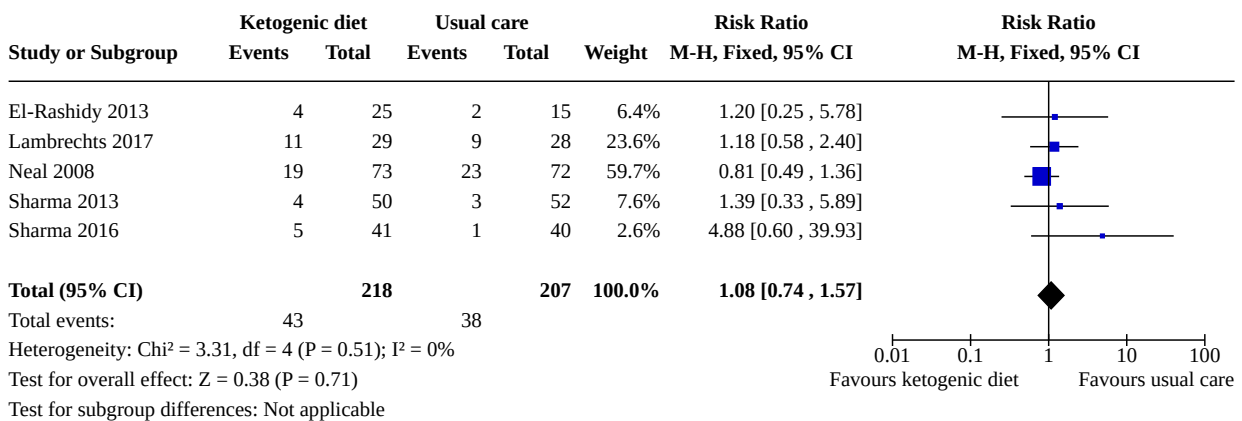 Ketogenic diet Usual care Risk Ratio Risk Ratio
Study or Subgroup Events Total Events Total Weight M-H, Fixed, 95% CI M-H, Fixed, 95% CI
El-Rashidy 2013 4 25 2 15 6.4% 1.20 [0.25 , 5.78]
Lambrechts 2017 11 29 9 28 23.6% 1.18 [0.58 , 2.40]
Neal 2008 19 73 23 72 59.7% 0.81 [0.49 , 1.36]
Sharma 2013 4 50 3 52 7.6% 1.39 [0.33 , 5.89]
Sharma 2016 5 41 1 40 2.6% 4.88 [0.60 , 39.93]
Total (95% CI) 218 207 100.0% 1.08 [0.74 , 1.57]
Total events: 43 38
Heterogeneity: Chi² = 3.31, df = 4 (P = 0.51); I² = 0%
Test for overall effect: Z = 0.38 (P = 0.71)
Test for subgroup differences: Not applicable
0.01 0.1 1 10 100
Favours ketogenic diet Favours usual care